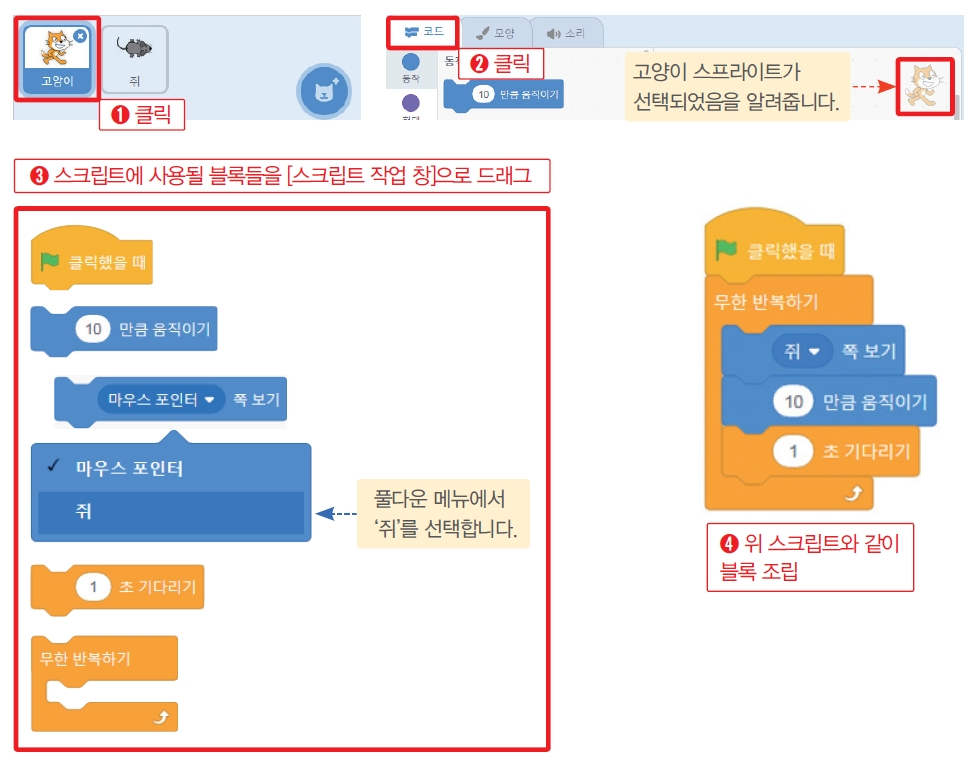 고양이
쥐
❶ 클릭
코드
모양
소리
❷ 클릭
동작
10 만큼 움직이기
고양이 스프라이트가
선택되었음을 알려줍니다.
❸ 스크립트에 사용될 블록들을 [스크립트 작업 창]으로 드래그
클릭했을 때
10 만큼 움직이기
마우스 포인터 쪽 보기
✓ 마우스 포인터
쥐
풀다운 메뉴에서
‘쥐’를 선택합니다.
1 초 기다리기
무한 반복하기
클릭했을 때
무한 반복하기
쥐 쪽 보기
10 만큼 움직이기
1 초 기다리기
❹ 위 스크립트와 같이
블록 조립